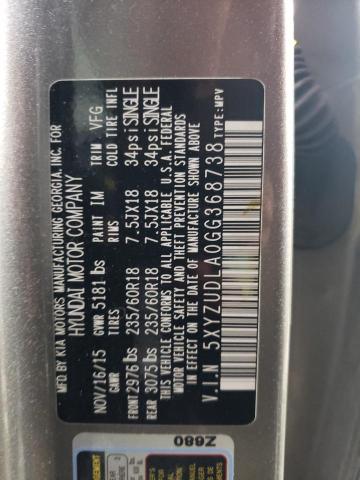 MFD. BY KIA MOTORS MANUFACTURING GEORGIA, INC. FOR
HYUNDAI MOTOR COMPANY
NOV/16/15 GVWR 5181 lbs PAINT IM TRIM VFG
GAWR TIRES RIMS COLD TIRE INFL
FRONT 2976 lbs 235/60R18 7.5JX18 34psi SINGLE
REAR 3075 lbs 235/60R18 7.5JX18 34psi SINGLE
THIS VEHICLE CONFORMS TO ALL APPLICABLE U.S.A. FEDERAL
MOTOR VEHICLE SAFETY AND THEFT PREVENTION STANDARDS
IN EFFECT ON THE DATE OF MANUFACTURE SHOWN ABOVE
V.I.N 5XYZUDLA0GG368738 TYPE:MPV
Z680